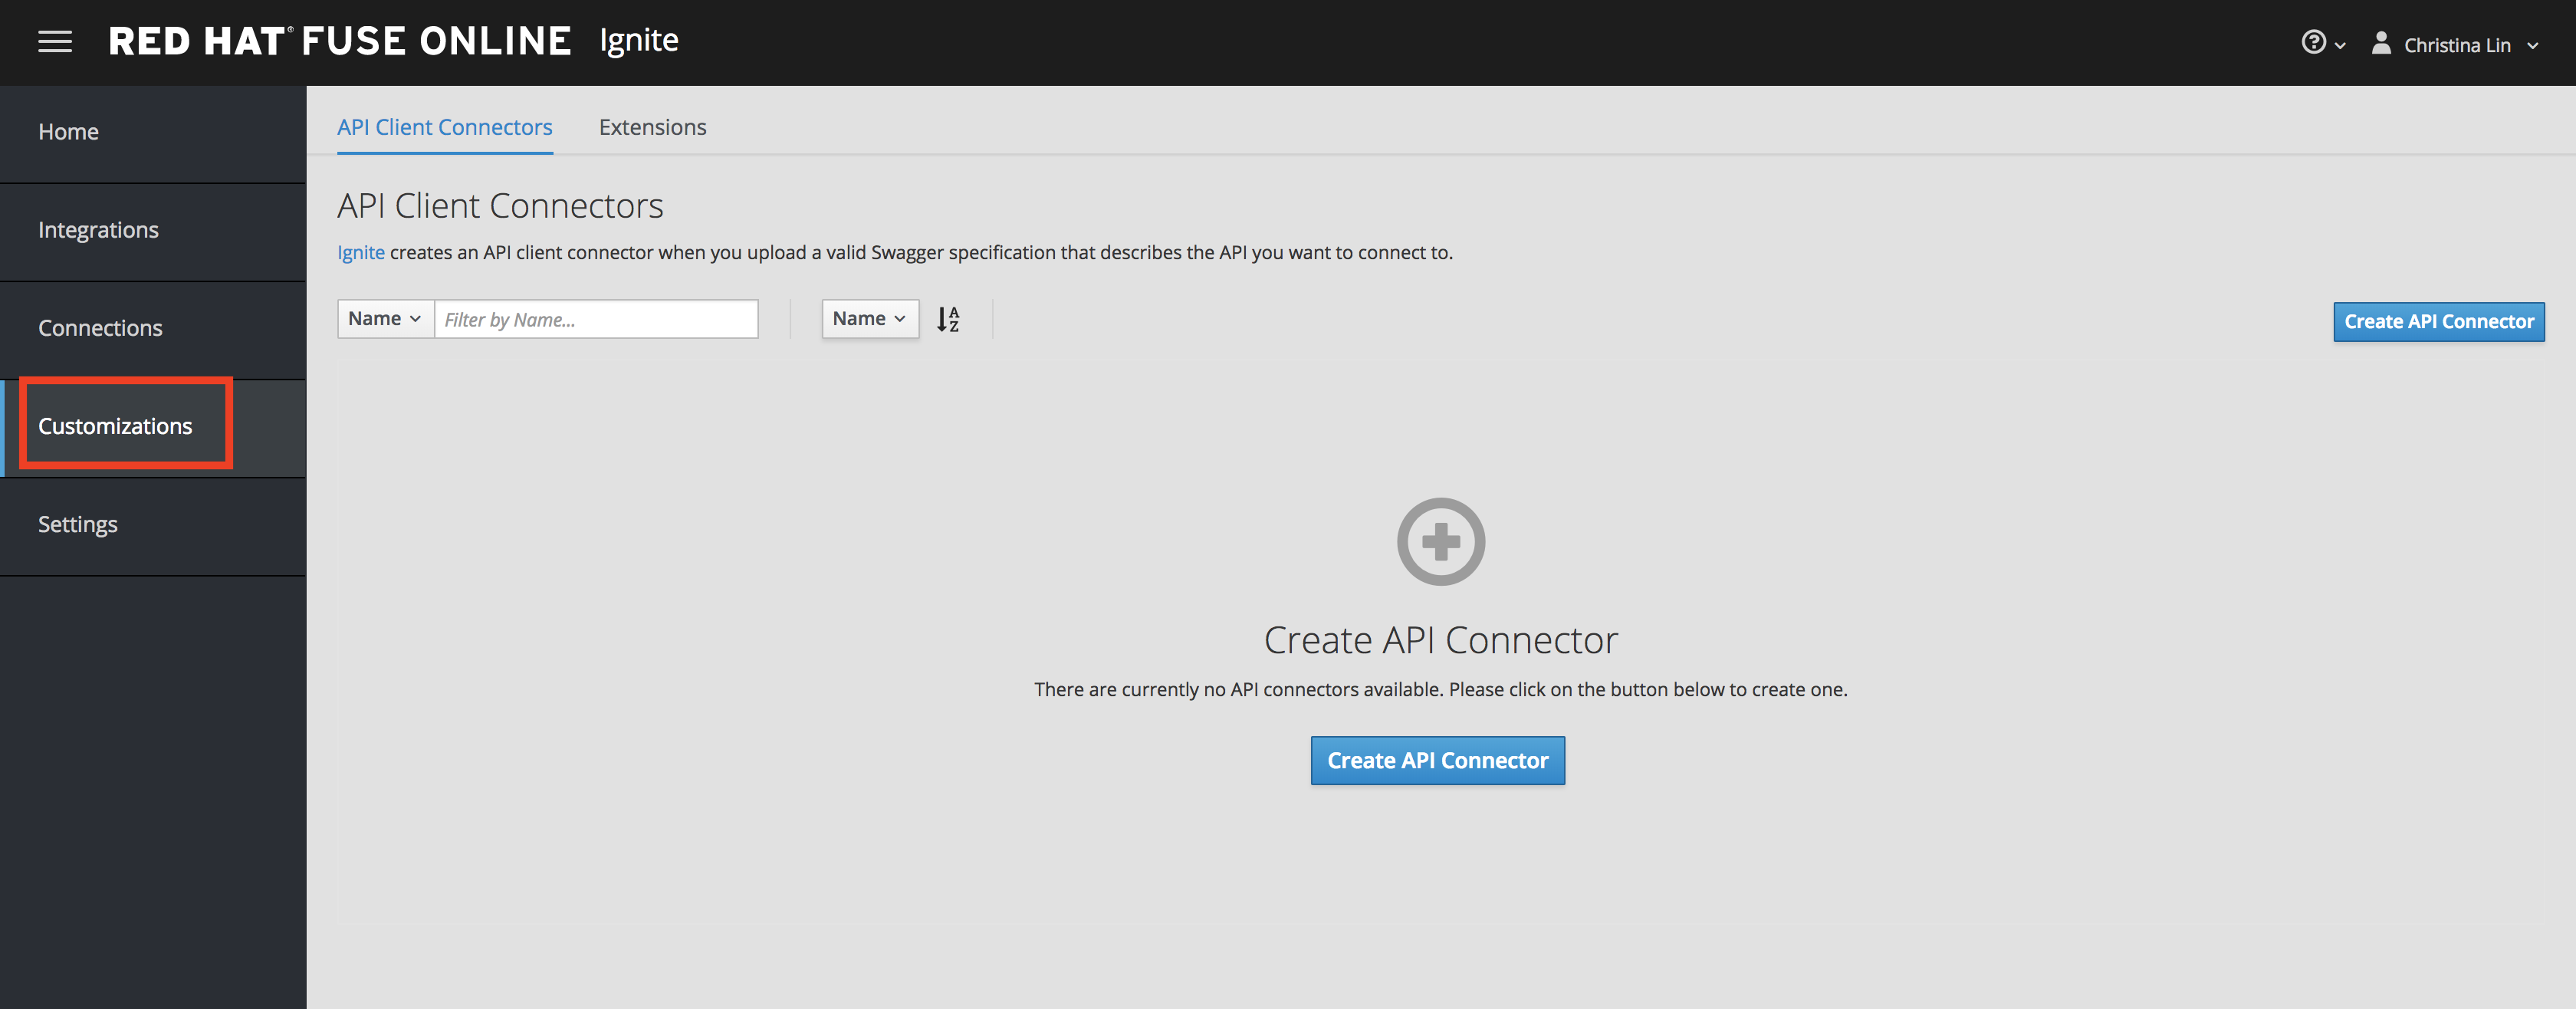 RED HAT® FUSE ONLINE Ignite
Christina Lin
Home
Integrations
Connections
Customizations
Settings
API Client Connectors Extensions
API Client Connectors
Ignite creates an API client connector when you upload a valid Swagger specification that describes the API you want to connect to.
Name Filter by Name... Name A Z Create API Connector
Create API Connector
There are currently no API connectors available. Please click on the button below to create one.
Create API Connector